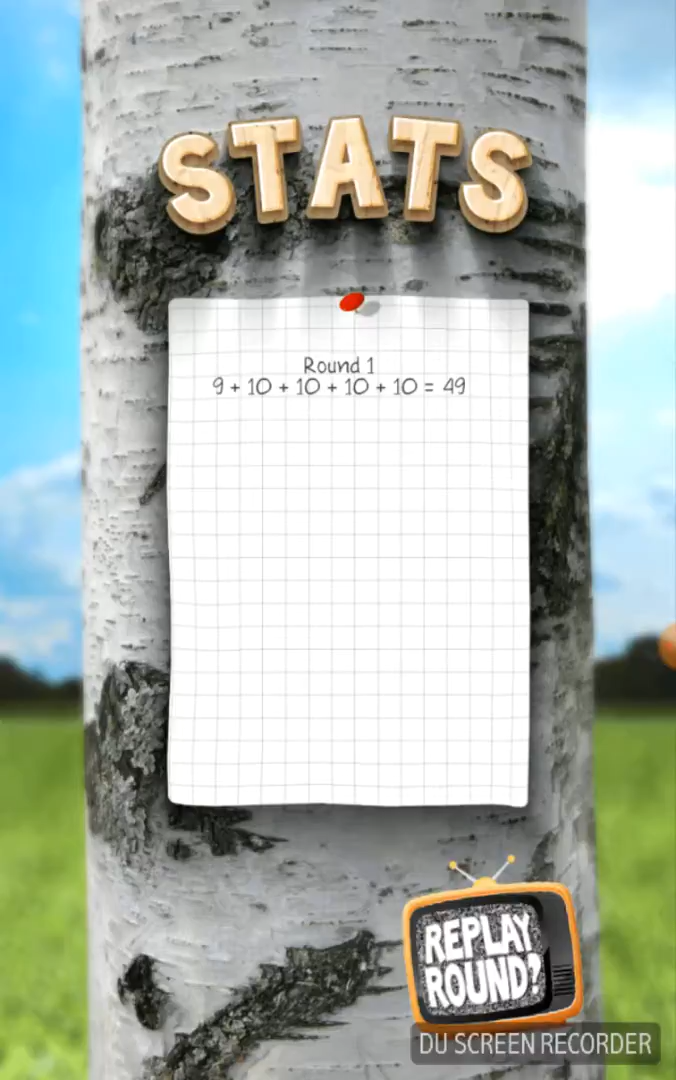 STATS
Round 1
9 + 10 + 10 + 10 + 10 = 49
REPLAY
ROUND?
DU SCREEN RECORDER